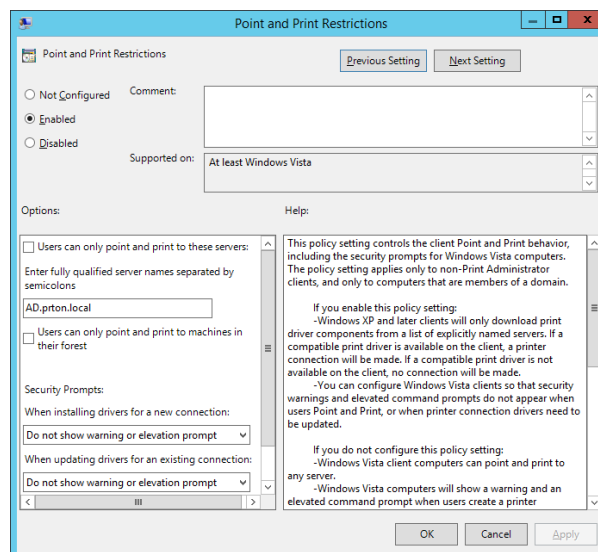 Point and Print Restrictions
Point and Print Restrictions
Previous Setting
Next Setting
Not Configured
Comment:
Enabled
Disabled
Supported on:
At least Windows Vista
Options:
Help:
Users can only point and print to these servers:
Enter fully qualified server names separated by
semicolons
AD.prton.local
Users can only point and print to machines in
their forest
Security Prompts:
When installing drivers for a new connection:
Do not show warning or elevation prompt
When updating drivers for an existing connection:
Do not show warning or elevation prompt
This policy setting controls the client Point and Print behavior,
including the security prompts for Windows Vista computers.
The policy setting applies only to non-Print Administrator
clients, and only to computers that are members of a domain.
If you enable this policy setting:
-Windows XP and later clients will only download print
driver components from a list of explicitly named servers. If a
compatible print driver is available on the client, a printer
connection will be made. If a compatible print driver is not
available on the client, no connection will be made.
-You can configure Windows Vista clients so that security
warnings and elevated command prompts do not appear when
users Point and Print, or when printer connection drivers need to
be updated.
If you do not configure this policy setting:
-Windows Vista client computers can point and print to
any server.
-Windows Vista computers will show a warning and an
elevated command prompt when users create a printer
OK
Cancel
Apply